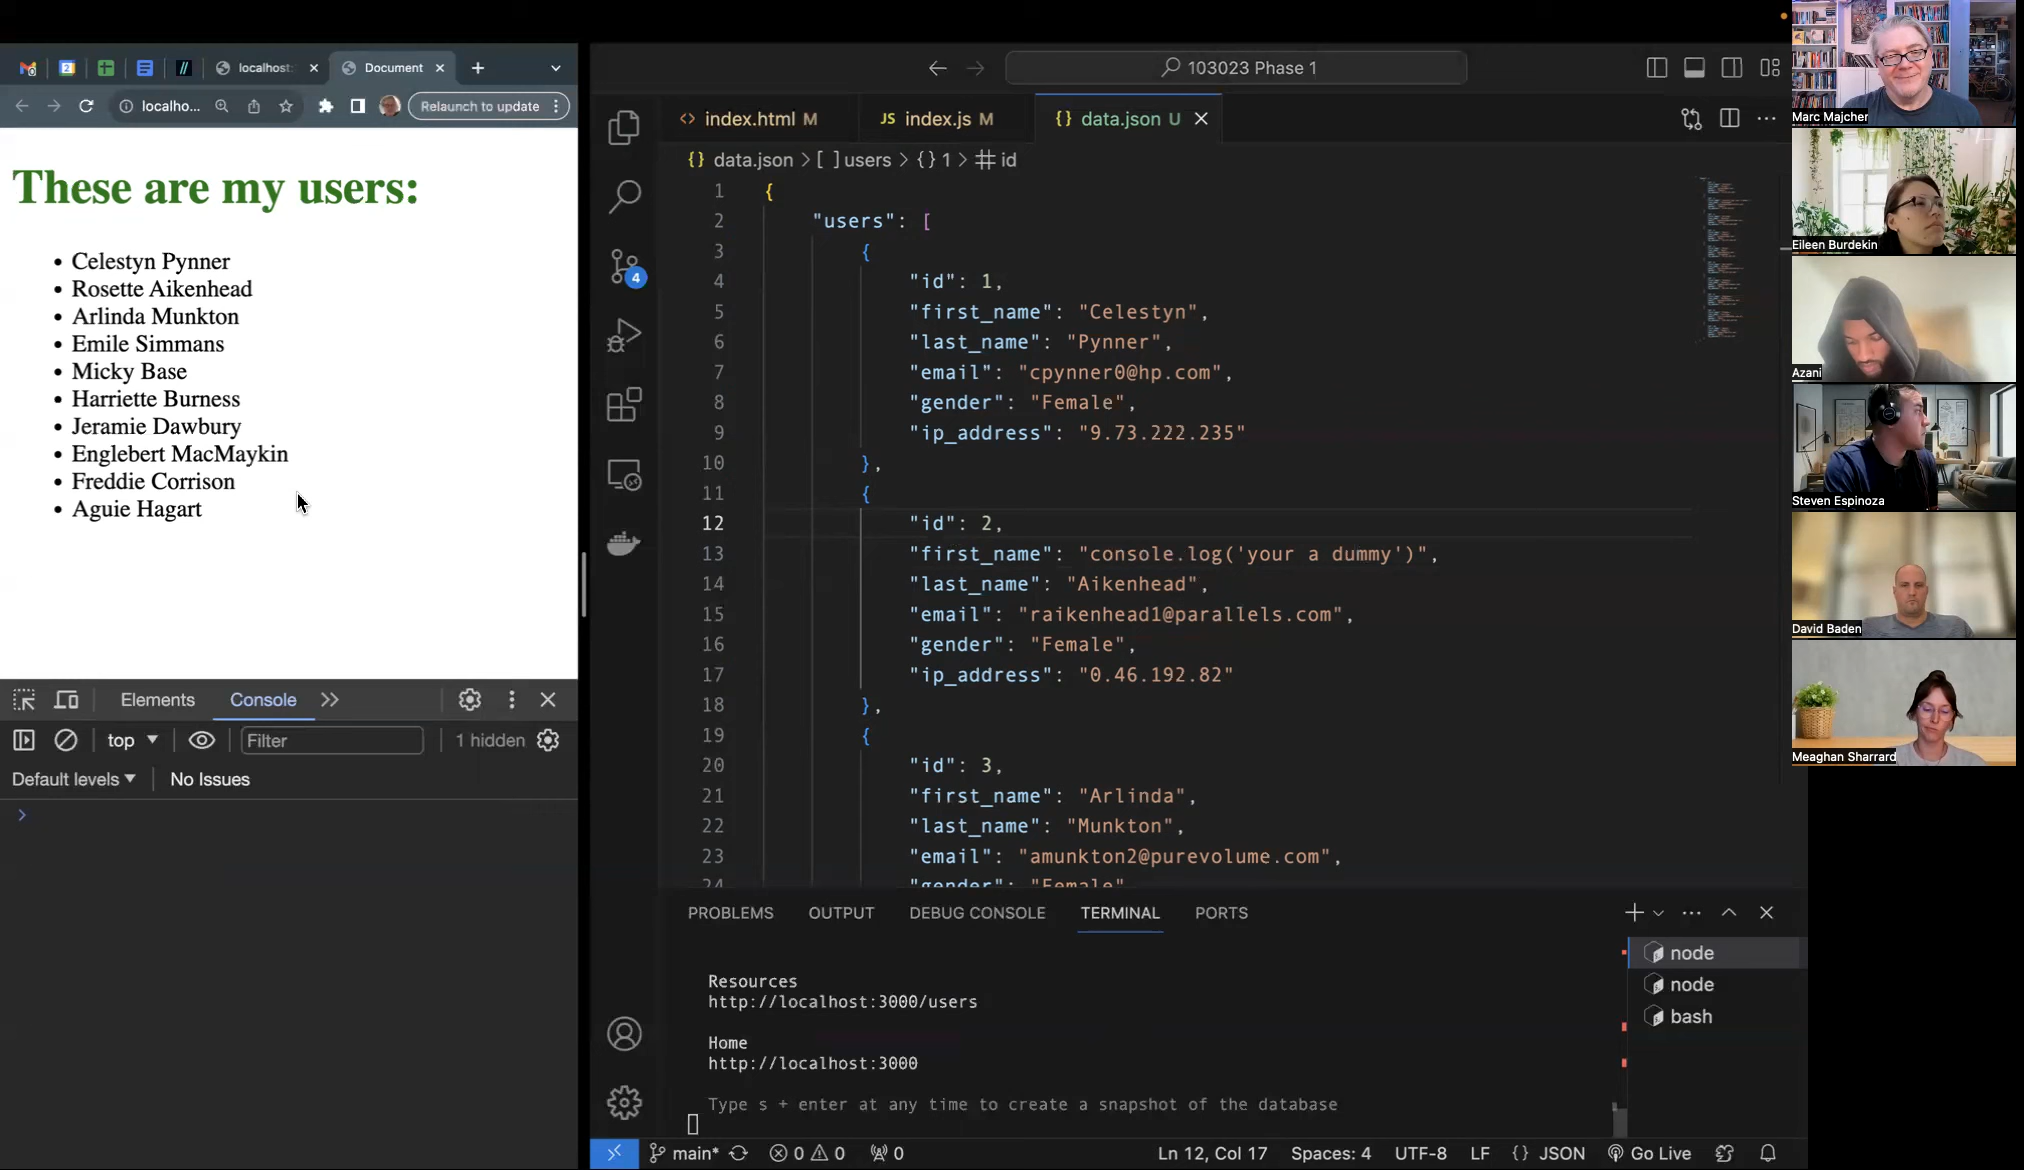 localhost:
Document
localho...
Relaunch to update
These are my users:
• Celestyn Pynner
• Rosette Aikenhead
• Arlinda Munkton
• Emile Simmans
• Micky Base
• Harriette Burness
• Jeramie Dawbury
• Englebert MacMaykin
• Freddie Corrison
• Aguie Hagart
Elements
Console
top
Filter
1 hidden
Default levels
No Issues
>
103023 Phase 1
index.html M
JS index.js M
{} data.json U
{} data.json > [ ] users > {} 1 > # id
4
1 {
2 "users": [
3 {
4 "id": 1,
5 "first_name": "Celestyn",
6 "last_name": "Pynner",
7 "email": "cpynner0@hp.com",
8 "gender": "Female",
9 "ip_address": "9.73.222.235"
10 },
11 {
12 "id": 2,
13 "first_name": "console.log('your a dummy')",
14 "last_name": "Aikenhead",
15 "email": "raikenhead1@parallels.com",
16 "gender": "Female",
17 "ip_address": "0.46.192.82"
18 },
19 {
20 "id": 3,
21 "first_name": "Arlinda",
22 "last_name": "Munkton",
23 "email": "amunkton2@purevolume.com",
24 "gender": "Female"
PROBLEMS
OUTPUT
DEBUG CONSOLE
TERMINAL
PORTS
Resources
http://localhost:3000/users
Home
http://localhost:3000
Type s + enter at any time to create a snapshot of the database
node
node
bash
main*
0
0
0
Ln 12, Col 17
Spaces: 4
UTF-8
LF
{} JSON
Go Live
Marc Majcher
Eileen Burdekin
Azani
Steven Espinoza
David Baden
Meaghan Sharrard